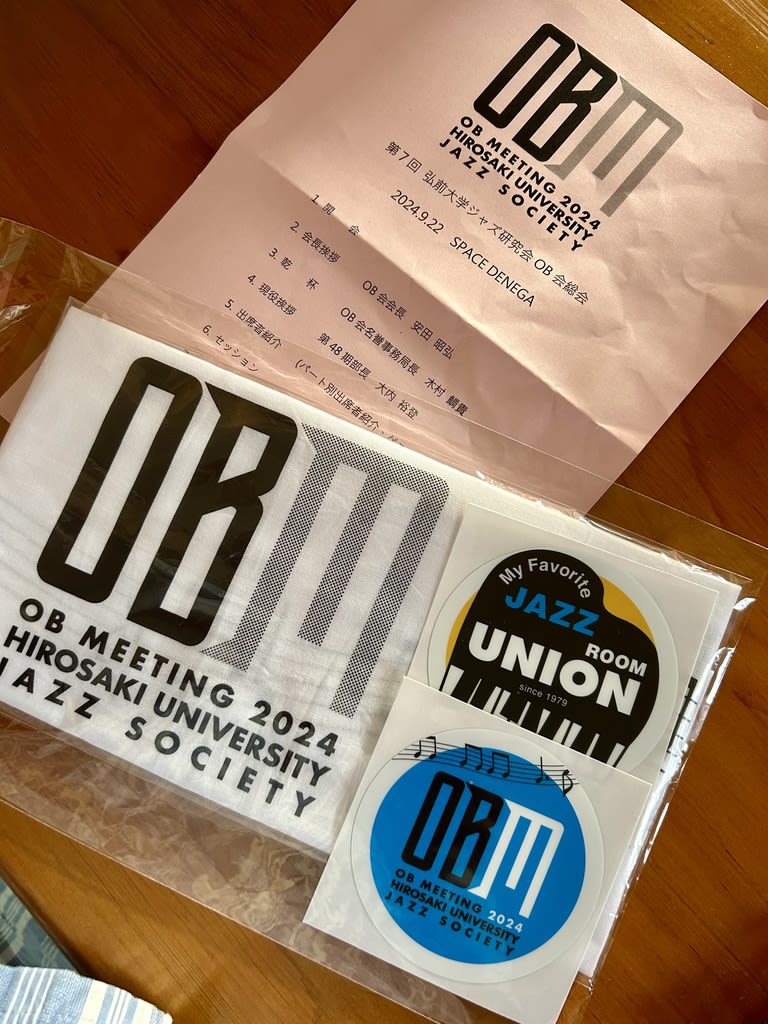 OBM
OB MEETING 2024
HIROSAKI UNIVERSITY
JAZZ SOCIETY
第7回 弘前大学ジャズ研究会 OB 会総会
2024.9.22 SPACE DENEGA
1. 開 会
2. 会長挨拶 OB会会長 安田 昭弘
3. 乾 杯 OB会名誉事務局長 木村 鯛貴
4. 現役挨拶 第48期部長 大内 裕登
5. 出席者紹介 (パート別出席者紹介、
6. セッション
OBM
OB MEETING 2024
HIROSAKI UNIVERSITY
JAZZ SOCIETY
My Favorite
JAZZ
ROOM
UNION
since 1979
OBM
OB MEETING 2024
HIROSAKI UNIVERSITY
JAZZ SOCIETY